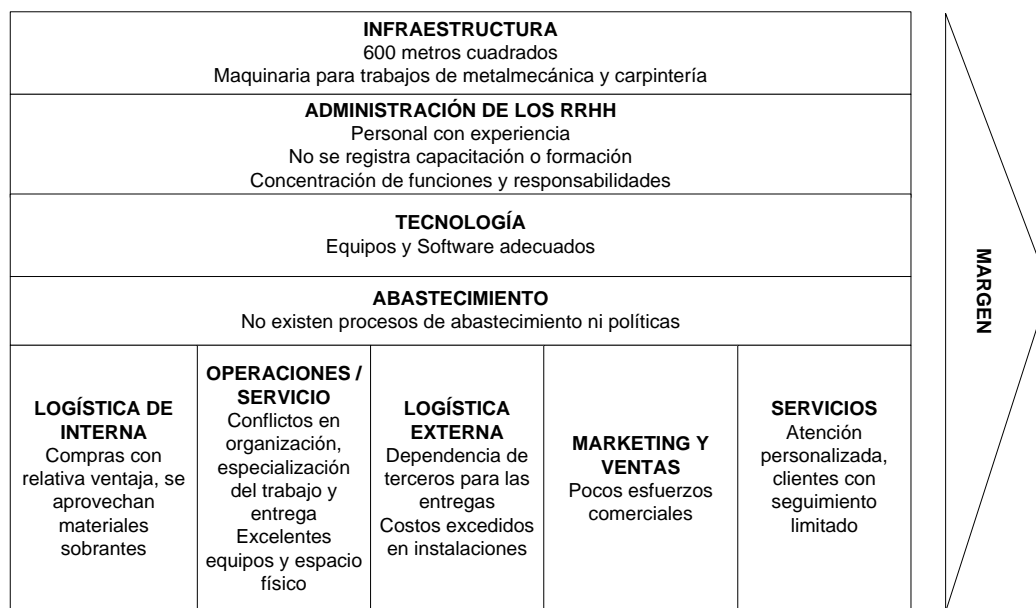 INFRAESTRUCTURA
600 metros cuadrados
Maquinaria para trabajos de metalmecánica y carpintería
ADMINISTRACIÓN DE LOS RRHH
Personal con experiencia
No se registra capacitación o formación
Concentración de funciones y responsabilidades
TECNOLOGÍA
Equipos y Software adecuados
ABASTECIMIENTO
No existen procesos de abastecimiento ni políticas
LOGÍSTICA DE
INTERNA
Compras con
relativa ventaja, se
aprovechan
materiales
sobrantes
OPERACIONES /
SERVICIO
Conflictos en
organización,
especialización
del trabajo y
entrega
Excelentes
equipos y espacio
físico
LOGÍSTICA
EXTERNA
Dependencia de
terceros para las
entregas
Costos excedidos
en instalaciones
MARKETING Y
VENTAS
Pocos esfuerzos
comerciales
SERVICIOS
Atención
personalizada,
clientes con
seguimiento
limitado
MARGEN